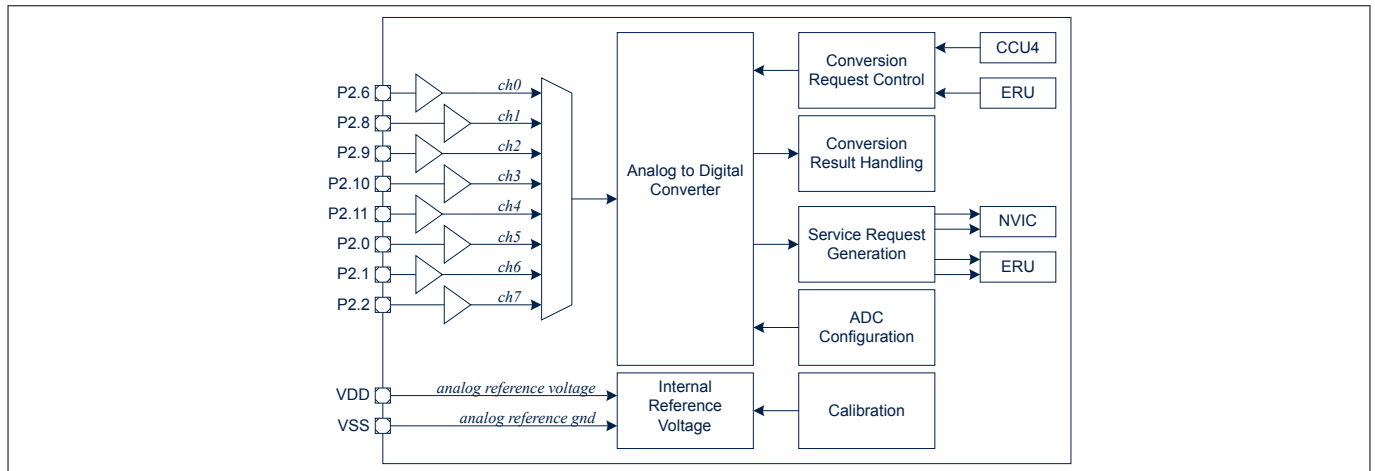 P2.6
ch0
P2.8
ch1
P2.9
ch2
P2.10
ch3
P2.11
ch4
P2.0
ch5
P2.1
ch6
P2.2
ch7
VDD
analog reference voltage
VSS
analog reference gnd
Analog to Digital
Converter
Internal
Reference
Voltage
Conversion
Request Control
CCU4
ERU
Conversion
Result Handling
Service Request
Generation
NVIC
ERU
ADC
Configuration
Calibration